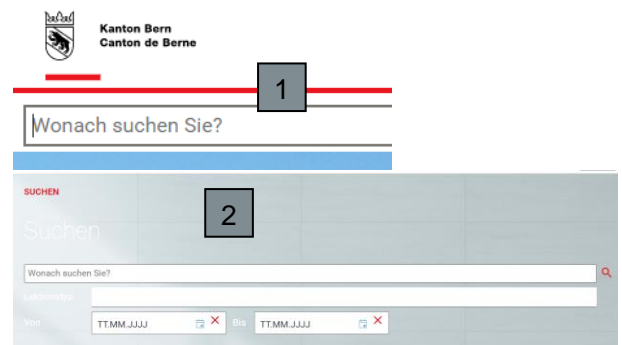 Kanton Bern
Canton de Berne
1
Wonach suchen Sie?
SUCHEN
2
Suchen
Wonach suchen Sie?
Lektionstyp
Von TT.MM.JJJJ Bis TT.MM.JJJJ